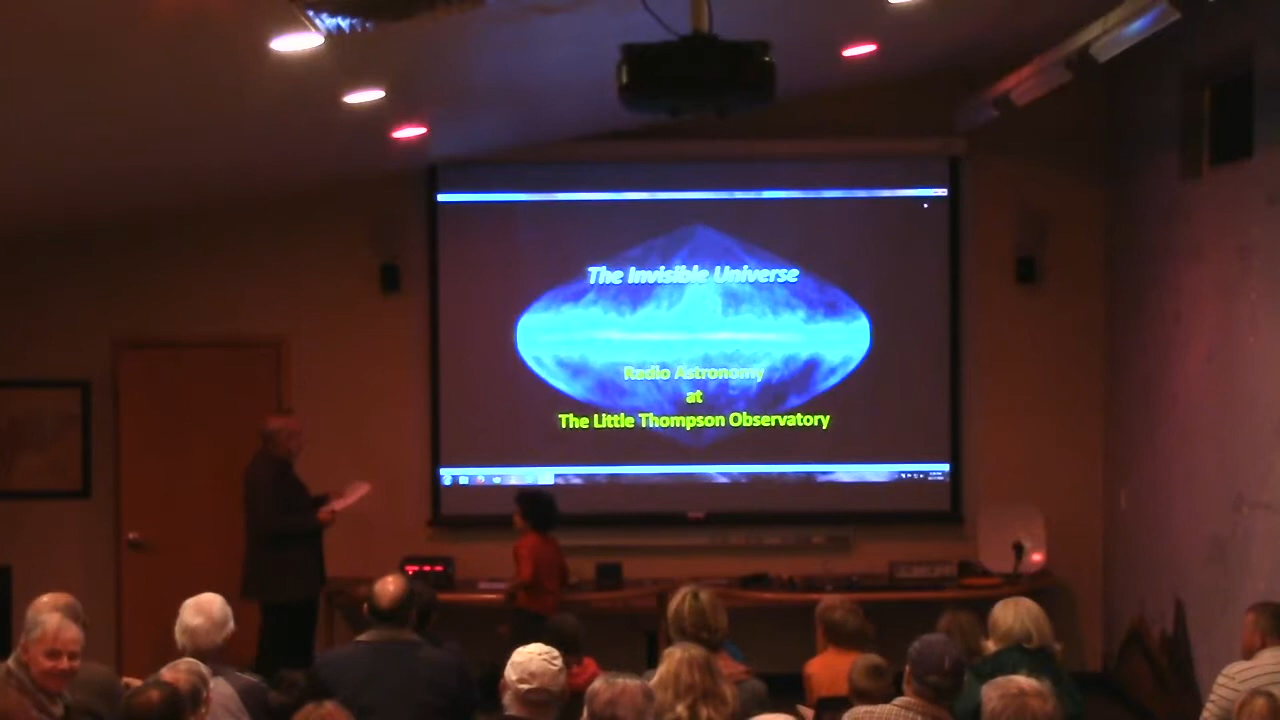 The Invisible Universe
Radio Astronomy
at
The Little Thompson Observatory